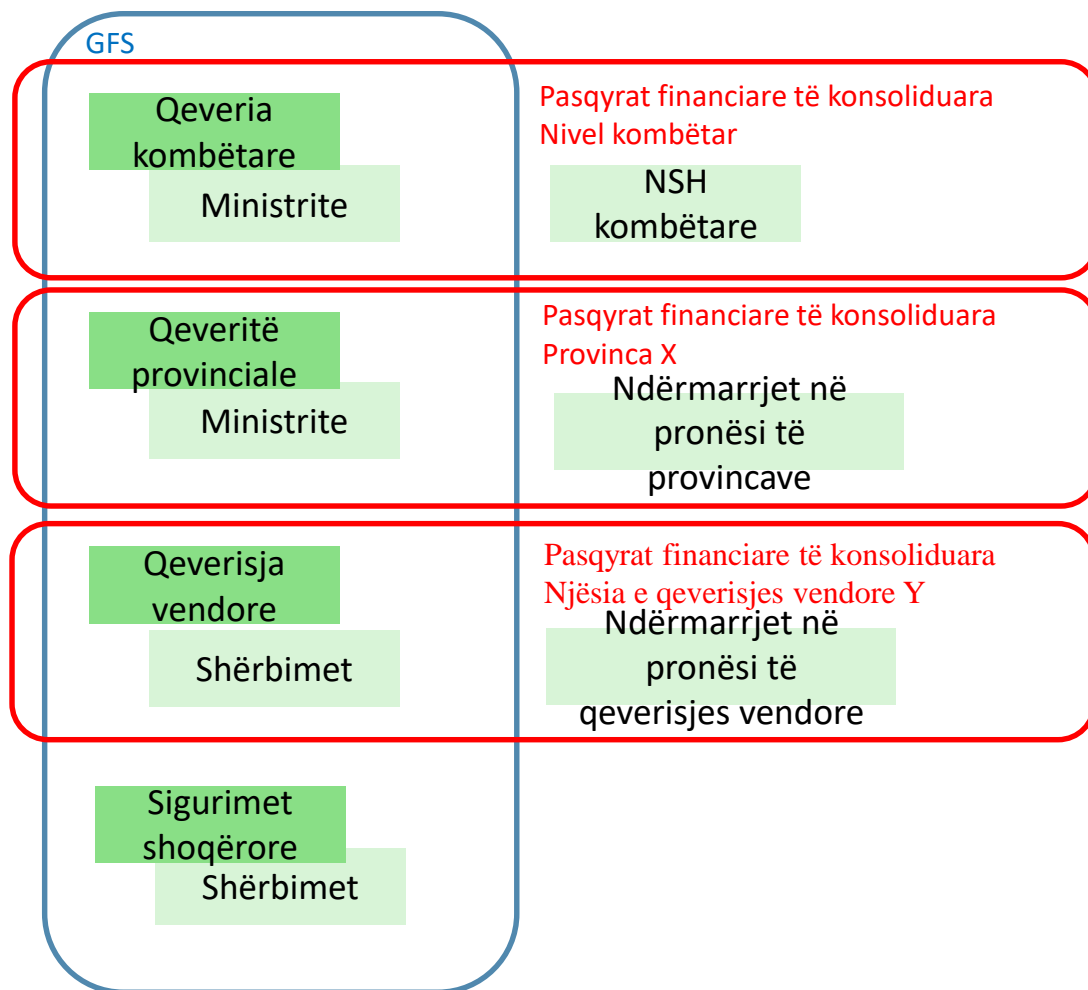 GFS
Qeveria
kombëtare
Ministrite
Pasqyrat financiare të konsoliduara
Nivel kombëtar
NSH
kombëtare
Qeveritë
provinciale
Ministrite
Pasqyrat financiare të konsoliduara
Provinca X
Ndërmarrjet në
pronësi të
provincave
Qeverisja
vendore
Shërbimet
Pasqyrat financiare të konsoliduara
Njësia e qeverisjes vendore Y
Ndërmarrjet në
pronësi të
qeverisjes vendore
Sigurimet
shoqërore
Shërbimet